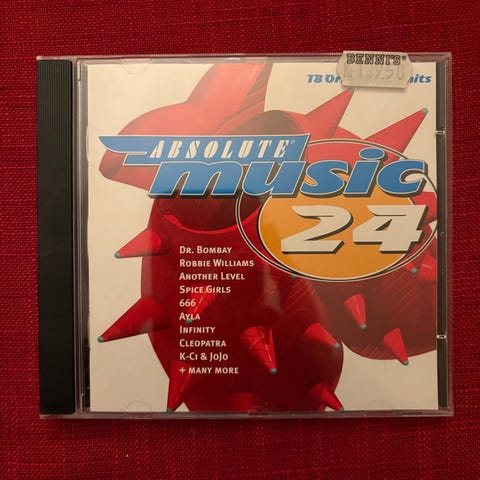 BENNI'S
18 hits
ABSOLUTE
music
24
DR. BOMBAY
ROBBIE WILLIAMS
ANOTHER LEVEL
SPICE GIRLS
666
AYLA
INFINITY
CLEOPATRA
K-CI & JOJO
+ MANY MORE